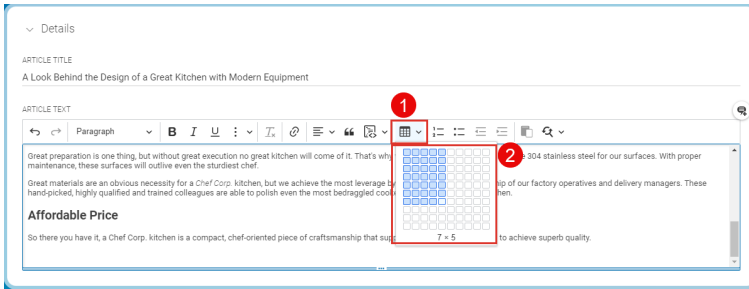 Details
ARTICLE TITLE
A Look Behind the Design of a Great Kitchen with Modern Equipment
1
ARTICLE TEXT
Paragraph
B I U
2
Great preparation is one thing, but without great execution no great kitchen will come of it. That's why 304 stainless steel for our surfaces. With proper
maintenance, these surfaces will outlive even the sturdiest chef.
Great materials are an obvious necessity for a Chef Corp. kitchen, but we achieve the most leverage by of our factory operatives and delivery managers. These
hand-picked, highly qualified and trained colleagues are able to polish even the most bedraggled
Affordable Price
So there you have it, a Chef Corp. kitchen is a compact, chef-oriented piece of craftsmanship that to achieve superb quality.
7 × 5